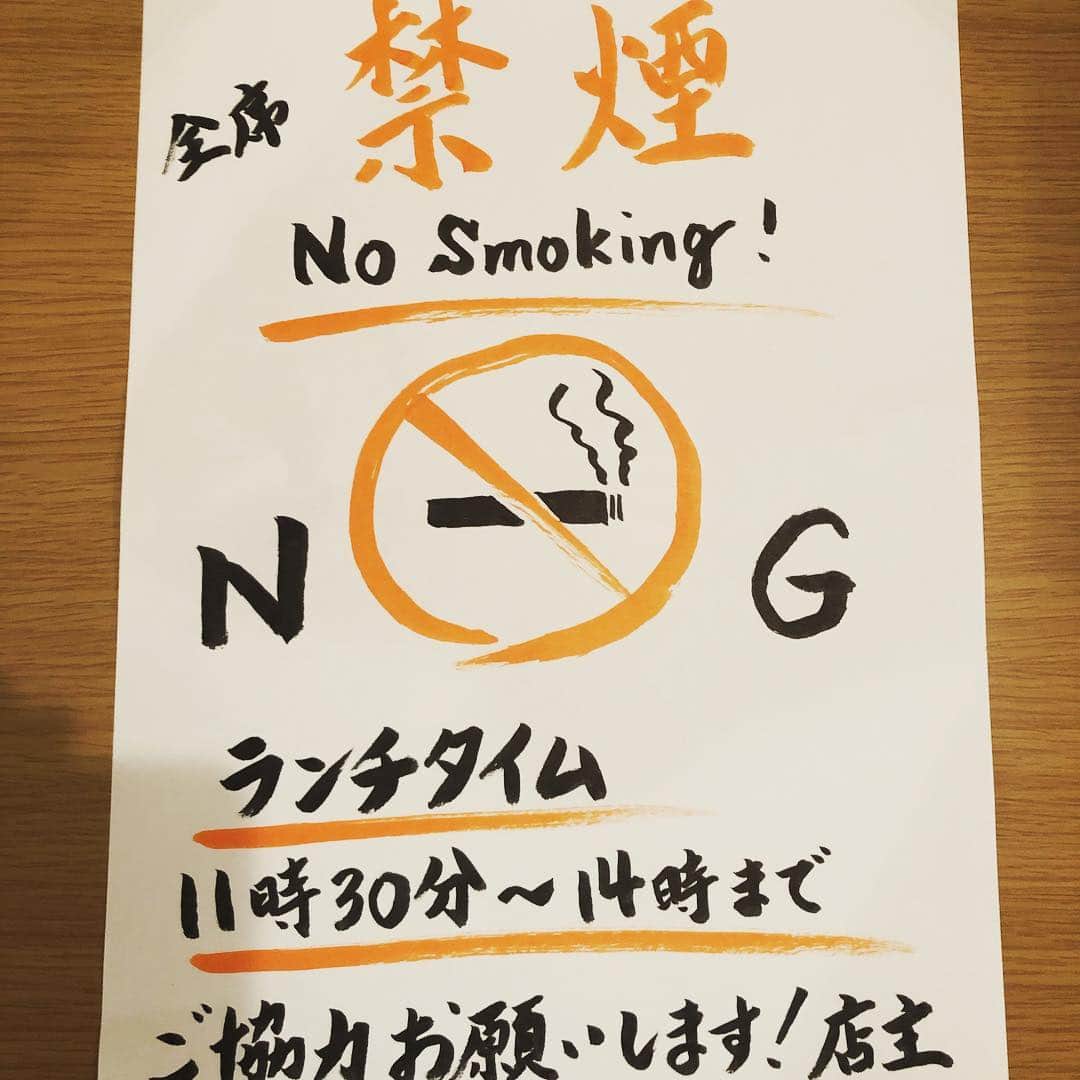 全席 禁煙
No Smoking!
N G
ランチタイム
11時30分～14時まで
ご協力お願いします!店主